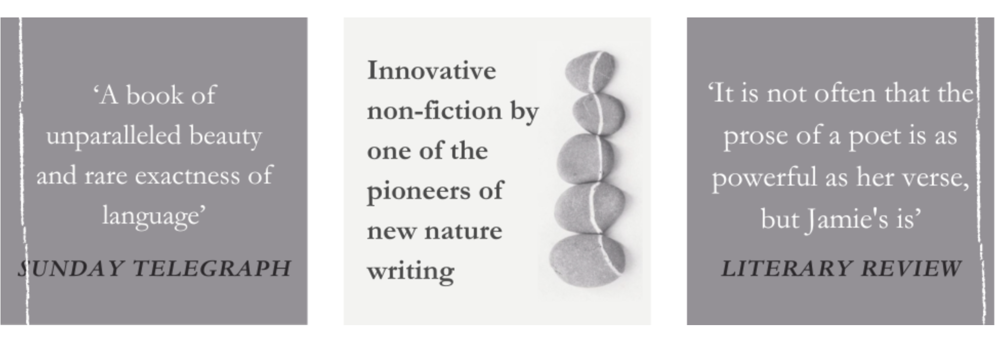 ‘A book of
unparalleled beauty
and rare exactness of
language’
SUNDAY TELEGRAPH
Innovative
non-fiction by
one of the
pioneers of
new nature
writing
‘It is not often that the
prose of a poet is as
powerful as her verse,
but Jamie's is’
LITERARY REVIEW